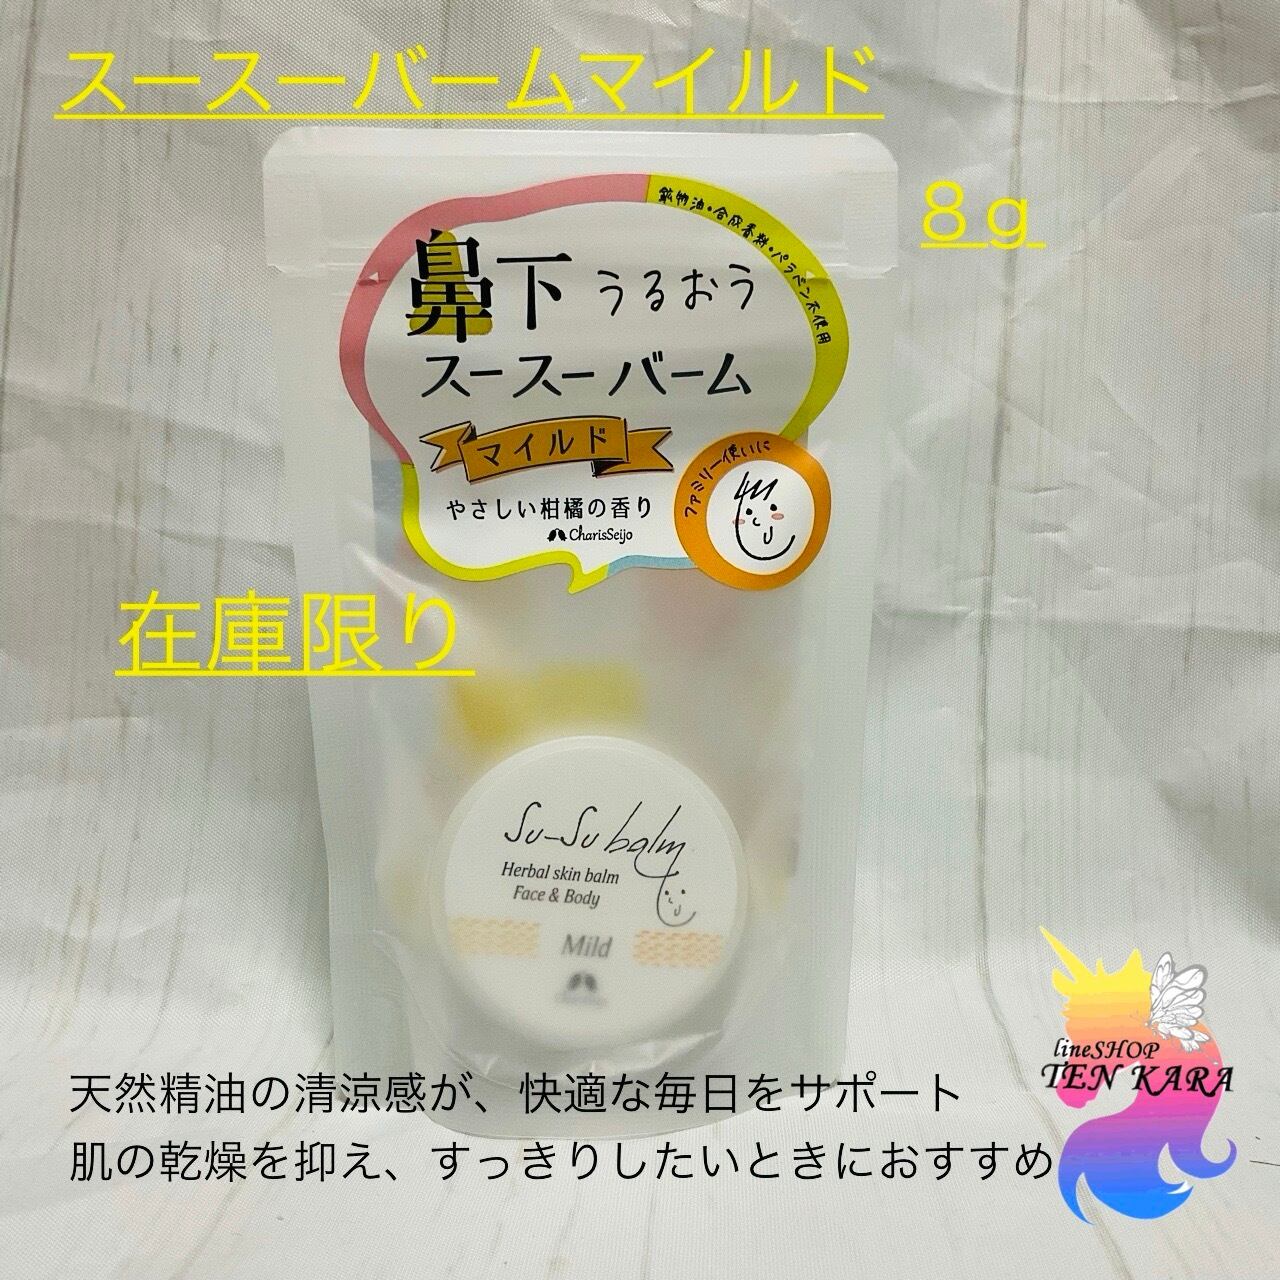 スースーバームマイルド
８ｇ
鉱物油・合成香料・パラベン不使用
鼻下うるおう
スースーバーム
マイルド
ファミリー使いに
やさしい柑橘の香り
CharisSeijo
在庫限り
Su-Su balm
Herbal skin balm
Face & Body
Mild
lineSHOP
TEN KARA
天然精油の清涼感が、快適な毎日をサポート
肌の乾燥を抑え、すっきりしたいときにおすすめ